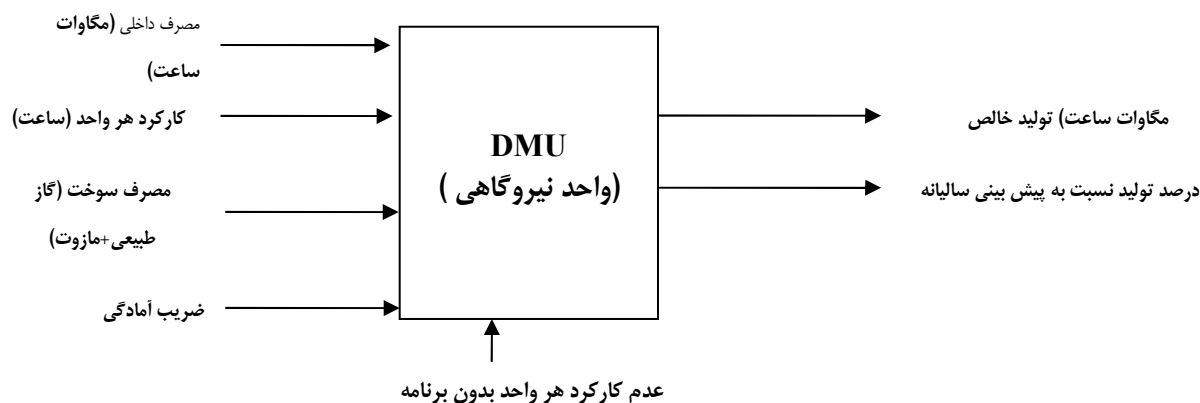 مصرف داخلی (مگاوات
ساعت)
کارکرد هر واحد (ساعت)
مصرف سوخت (گاز
طبیعی+مازوت)
ضریب آمادگی
DMU
(واحد نیروگاهی )
مگاوات ساعت) تولید خالص
درصد تولید نسبت به پیش بینی سالیانه
عدم کارکرد هر واحد بدون برنامه